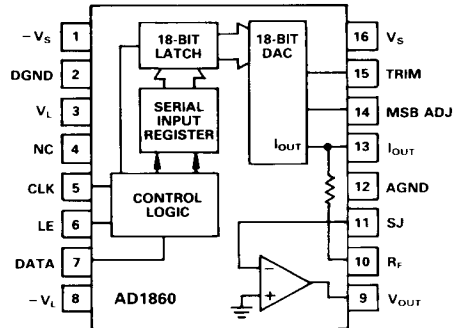 −VS 1
DGND 2
VL 3
NC 4
CLK 5
LE 6
DATA 7
−VL 8
18-BIT
LATCH
18-BIT
DAC
SERIAL
INPUT
REGISTER
IOUT
CONTROL
LOGIC
−
+
AD1860
16 VS
15 TRIM
14 MSB ADJ
13 IOUT
12 AGND
11 SJ
10 RF
9 VOUT